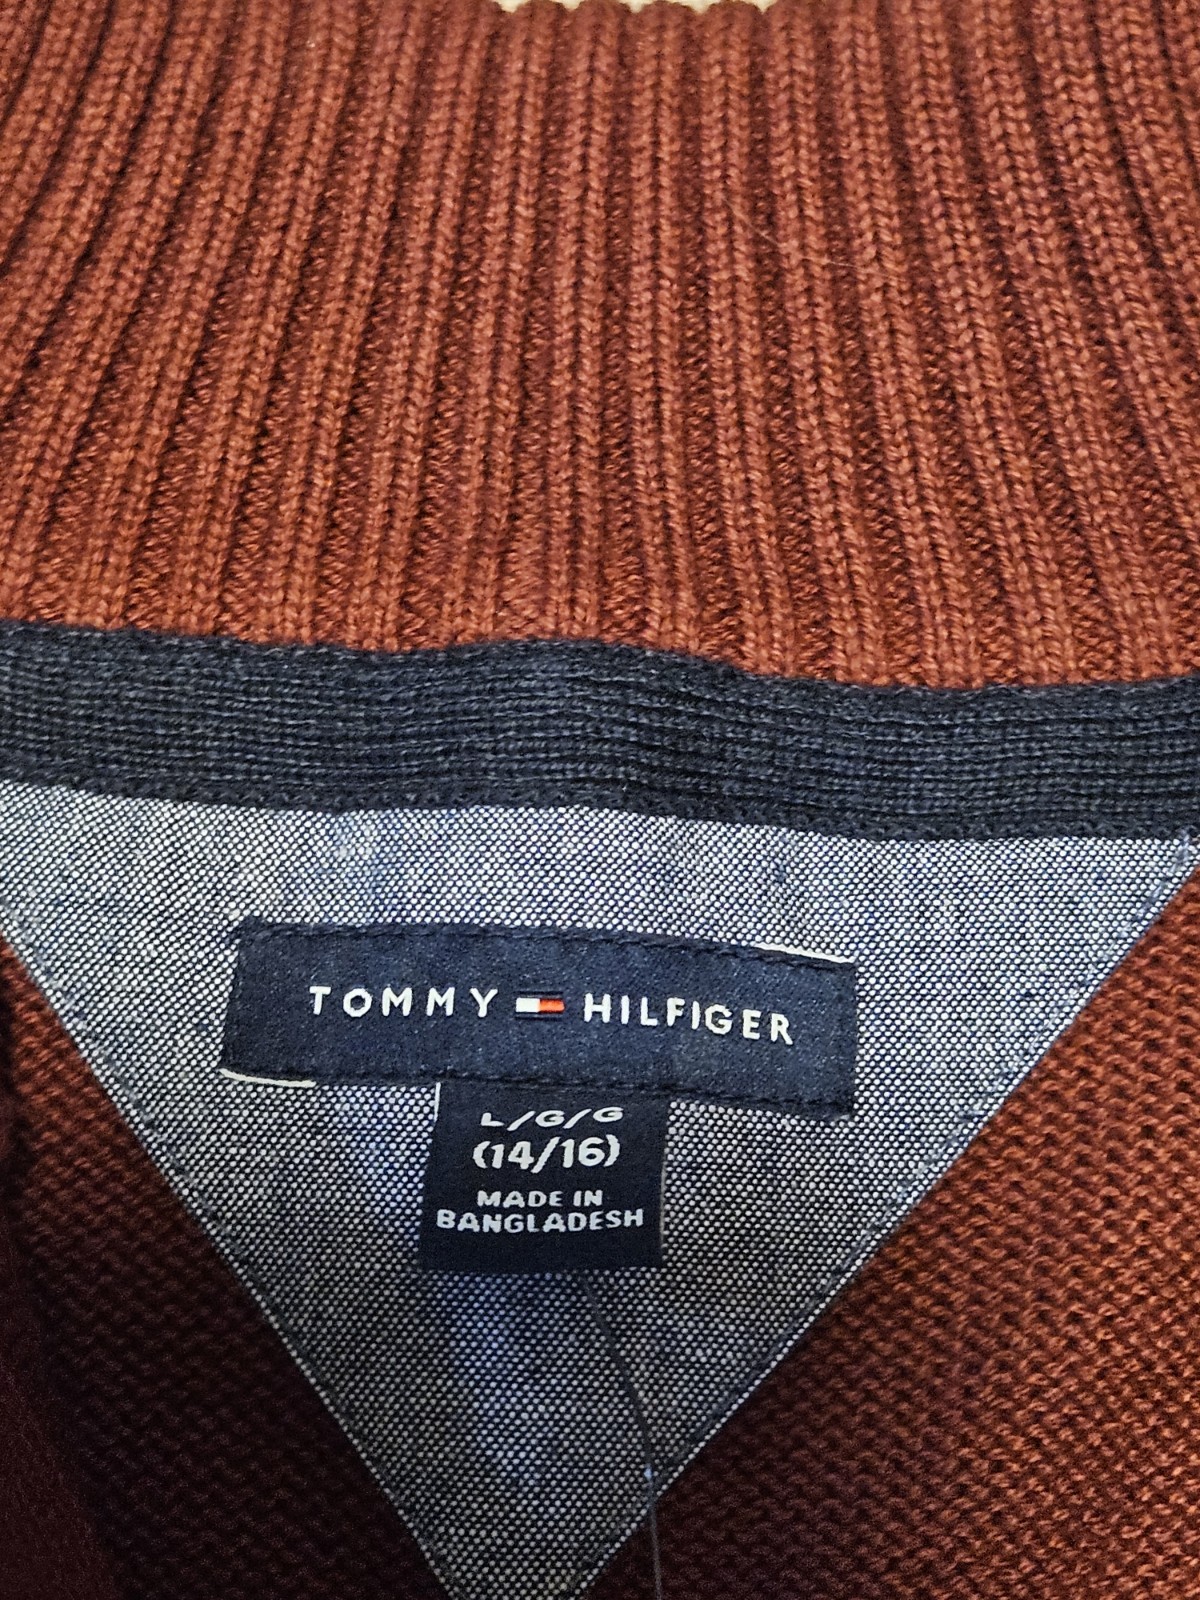 TOMMY HILFIGER
L/G/G
(14/16)
MADE IN
BANGLADESH